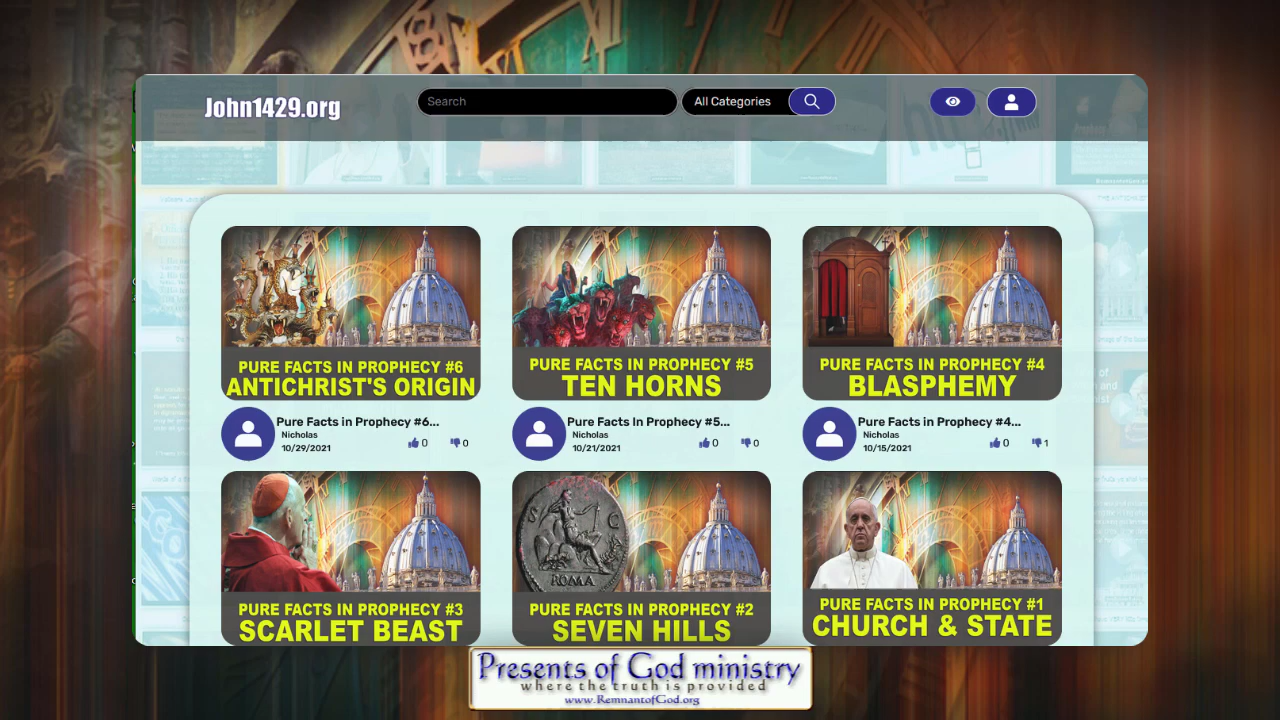 John1429.org
Search
All Categories
PURE FACTS IN PROPHECY #6
ANTICHRIST'S ORIGIN
PURE FACTS IN PROPHECY #5
TEN HORNS
PURE FACTS IN PROPHECY #4
BLASPHEMY
Pure Facts in Prophecy #6...
Nicholas
10/29/2021
0
0
Pure Facts In Prophecy #5...
Nicholas
10/21/2021
0
0
Pure Facts in Prophecy #4...
Nicholas
10/15/2021
0
1
PURE FACTS IN PROPHECY #3
SCARLET BEAST
S C
ROMA
PURE FACTS IN PROPHECY #2
SEVEN HILLS
PURE FACTS IN PROPHECY #1
CHURCH & STATE
Presents of God ministry
where the truth is provided
www.RemnantofGod.org